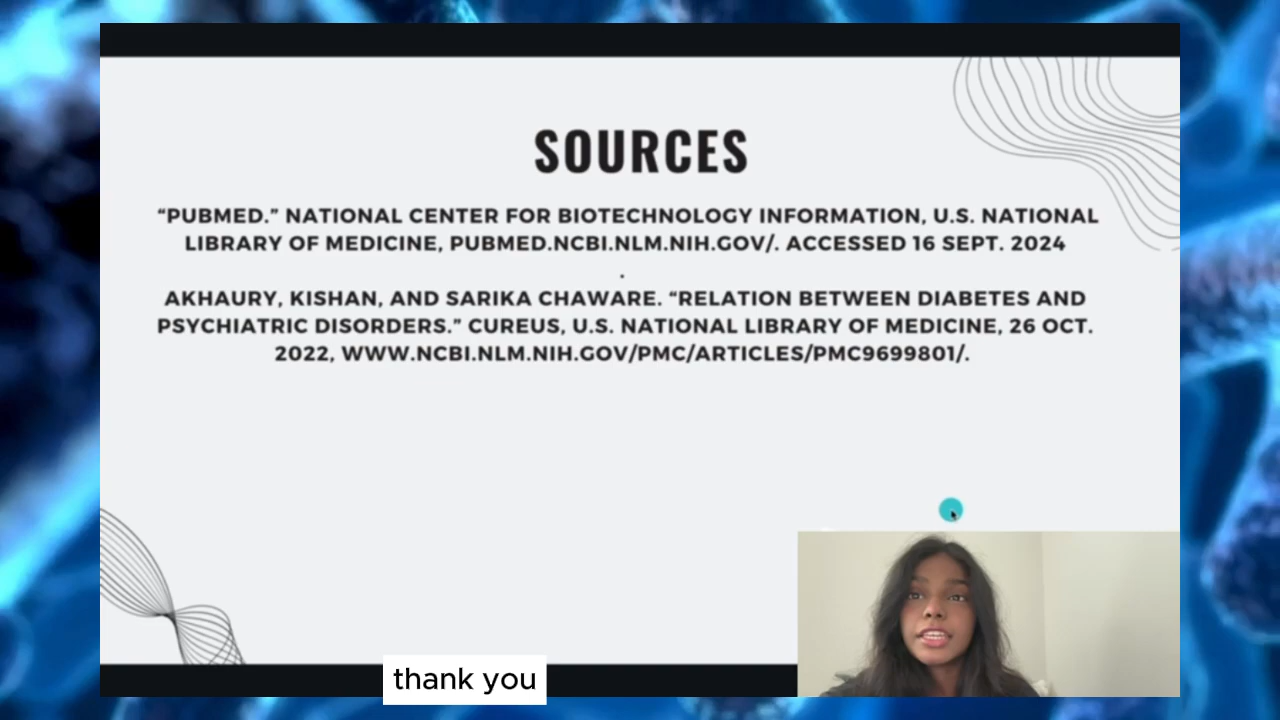 SOURCES
“PUBMED.” NATIONAL CENTER FOR BIOTECHNOLOGY INFORMATION, U.S. NATIONAL
LIBRARY OF MEDICINE, PUBMED.NCBI.NLM.NIH.GOV/. ACCESSED 16 SEPT. 2024
.
AKHAURY, KISHAN, AND SARIKA CHAWARE. “RELATION BETWEEN DIABETES AND
PSYCHIATRIC DISORDERS.” CUREUS, U.S. NATIONAL LIBRARY OF MEDICINE, 26 OCT.
2022, WWW.NCBI.NLM.NIH.GOV/PMC/ARTICLES/PMC9699801/.
thank you